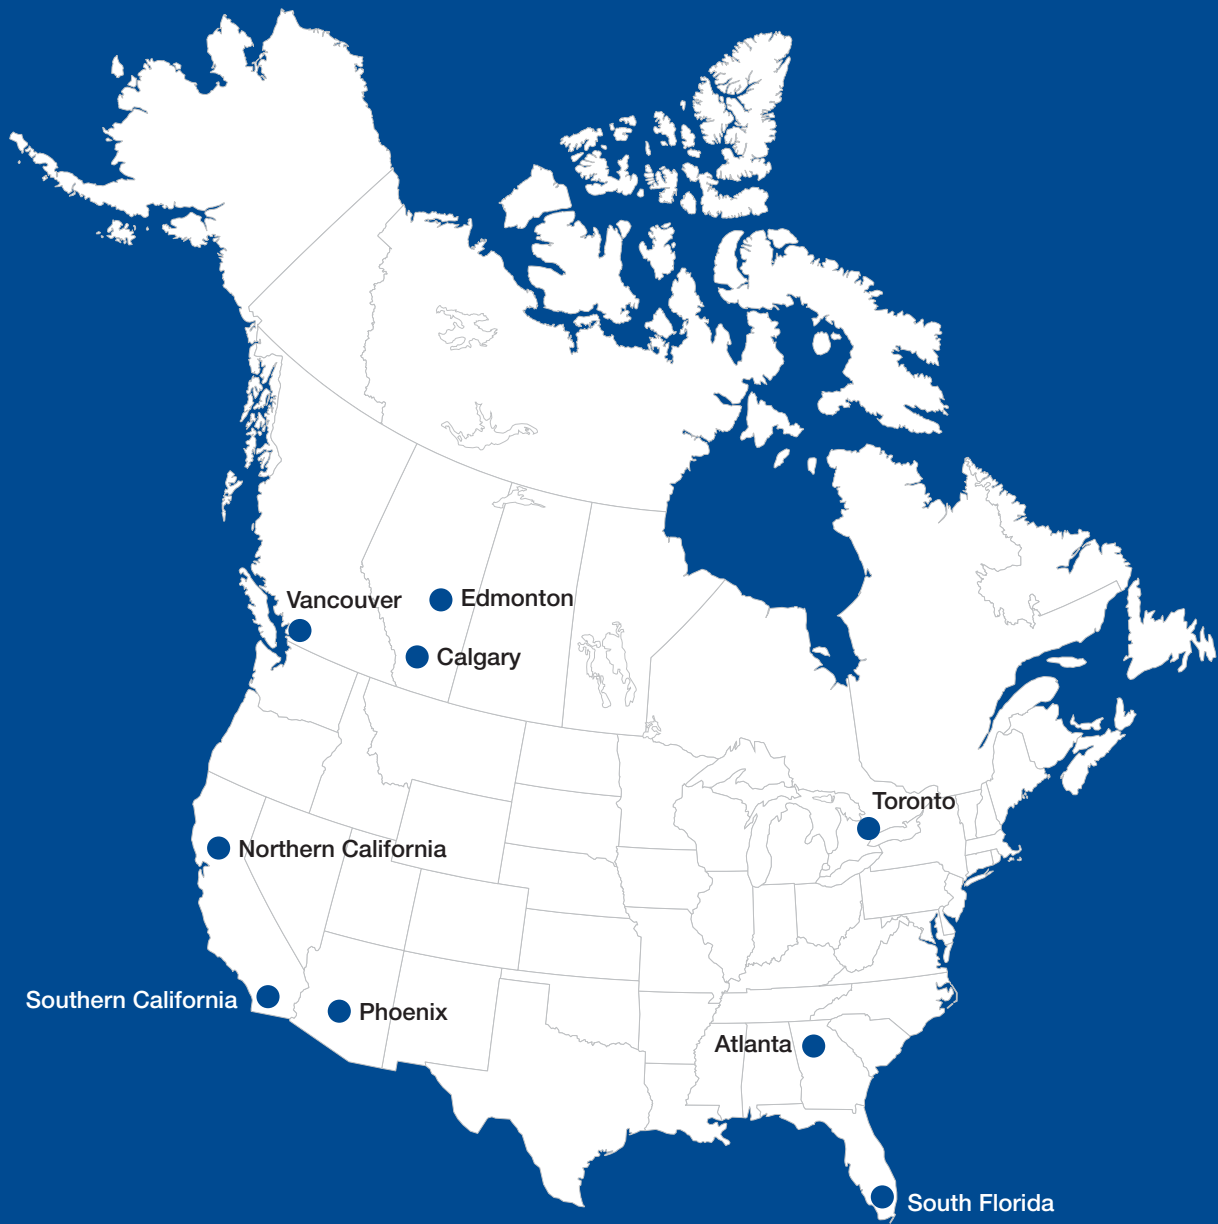 Vancouver
Edmonton
Calgary
Toronto
Northern California
Southern California
Phoenix
Atlanta
South Florida